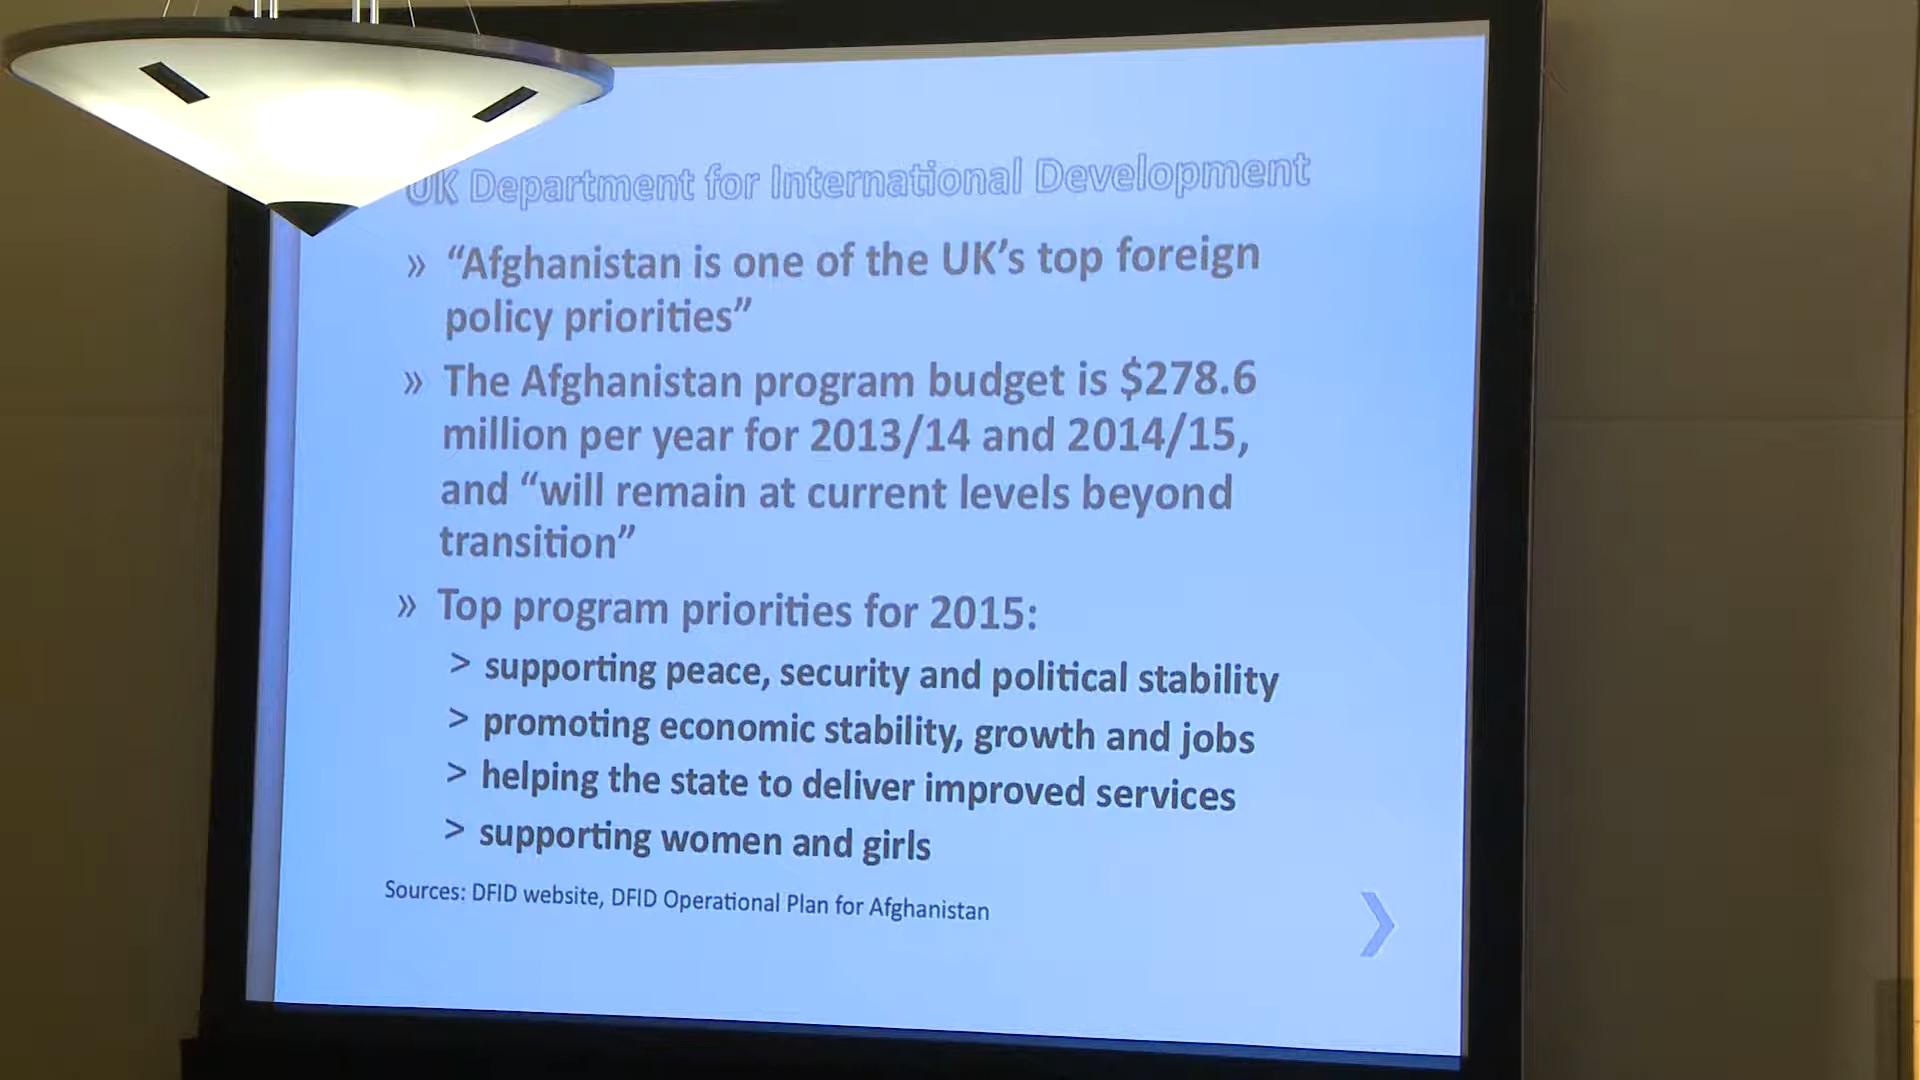 UK Department for International Development
» “Afghanistan is one of the UK’s top foreign
policy priorities”
» The Afghanistan program budget is $278.6
million per year for 2013/14 and 2014/15,
and “will remain at current levels beyond
transition”
» Top program priorities for 2015:
> supporting peace, security and political stability
> promoting economic stability, growth and jobs
> helping the state to deliver improved services
> supporting women and girls
Sources: DFID website, DFID Operational Plan for Afghanistan